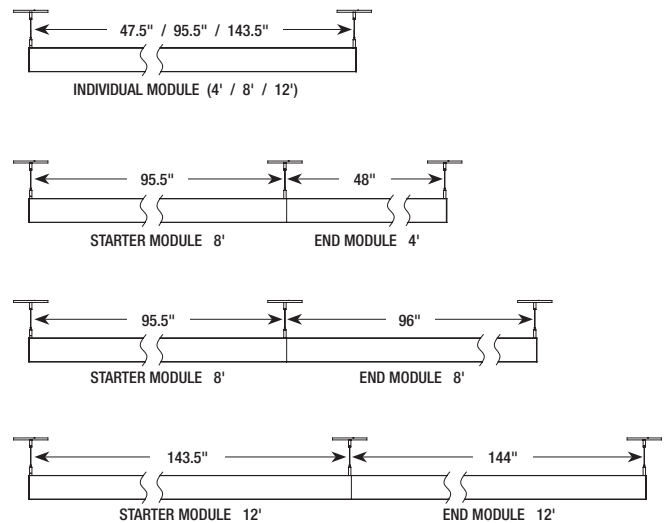 47.5" / 95.5" / 143.5"
INDIVIDUAL MODULE (4' / 8' / 12')
95.5" 48"
STARTER MODULE 8' END MODULE 4'
95.5" 96"
STARTER MODULE 8' END MODULE 8'
143.5" 144"
STARTER MODULE 12' END MODULE 12'